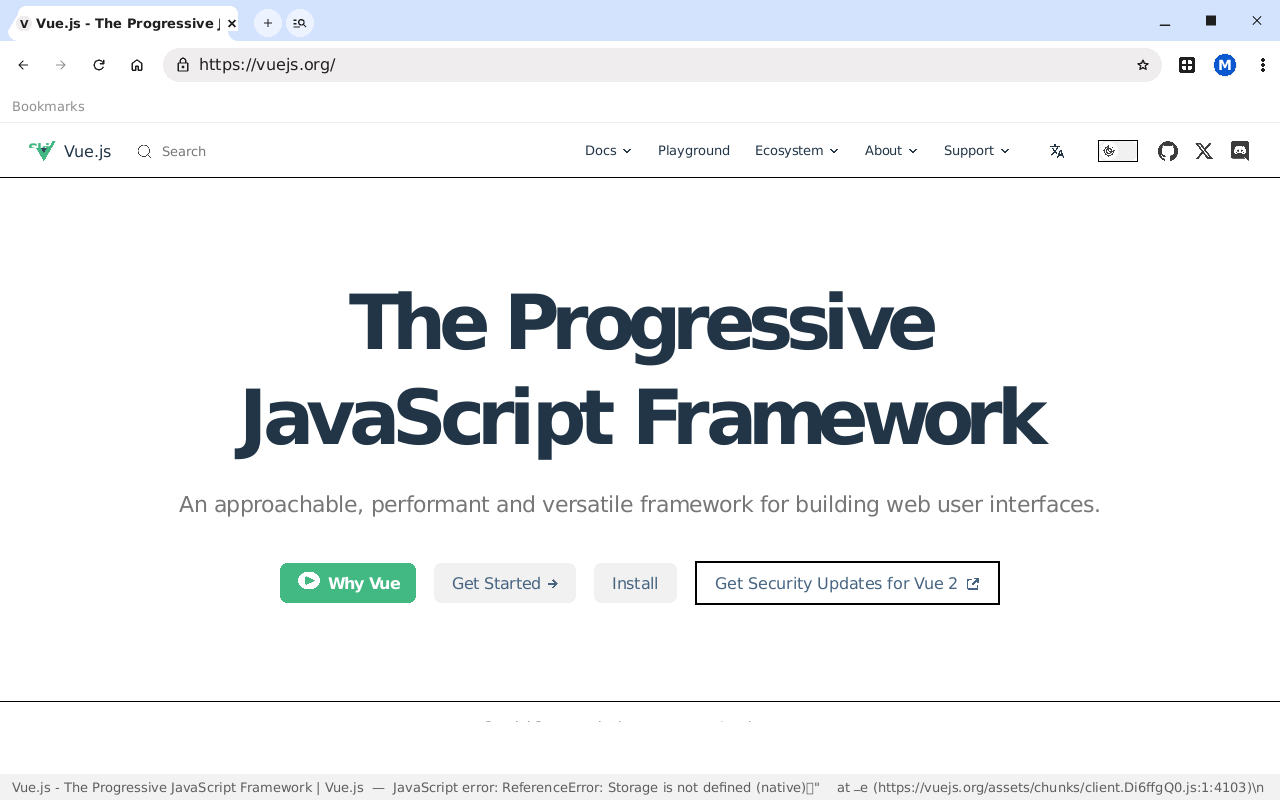 V Vue.js - The Progressive J
https://vuejs.org/
M
Bookmarks
Vue.js Search Docs Playground Ecosystem About Support
The Progressive
JavaScript Framework
An approachable, performant and versatile framework for building web user interfaces.
Why Vue Get Started → Install Get Security Updates for Vue 2
Vue.js - The Progressive JavaScript Framework | Vue.js — JavaScript error: ReferenceError: Storage is not defined (native)▯" at _e (https://vuejs.org/assets/chunks/client.Di6ffgQ0.js:1:4103)\n